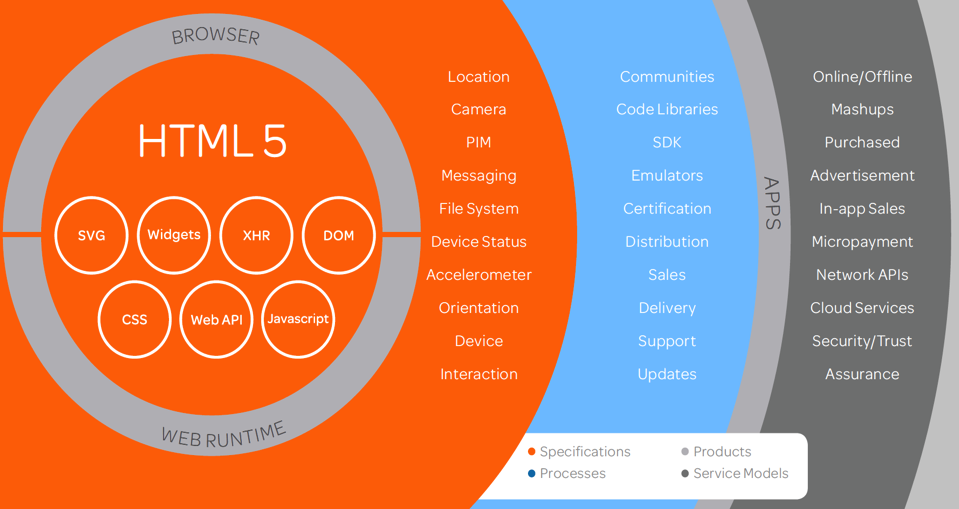 BROWSER
HTML 5
SVG
Widgets
XHR
DOM
CSS
Web API
Javascript
WEB RUNTIME
Location
Camera
PIM
Messaging
File System
Device Status
Accelerometer
Orientation
Device
Interaction
Communities
Code Libraries
SDK
Emulators
Certification
Distribution
Sales
Delivery
Support
Updates
APPS
Online/Offline
Mashups
Purchased
Advertisement
In-app Sales
Micropayment
Network APIs
Cloud Services
Security/Trust
Assurance
Specifications
Processes
Products
Service Models